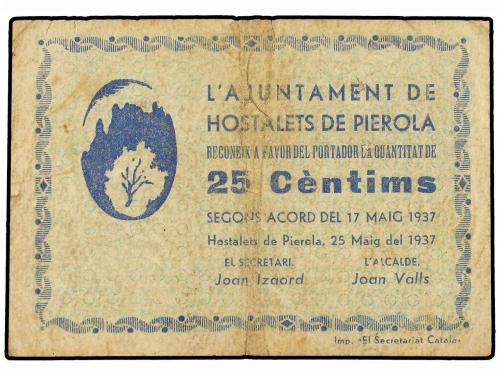 L'AJUNTAMENT DE
HOSTALETS DE PIEROLA
RECONEIX A FAVOR DEL PORTADOR LA QUANTITAT DE
25 Cèntims
SEGONS ACORD DEL 17 MAIG 1937
Hostalets de Pierola, 25 Maig del 1937
EL SECRETARI. L'ALCALDE.
Joan Izaord Joan Valls
Imp. «El Secretariat Català»